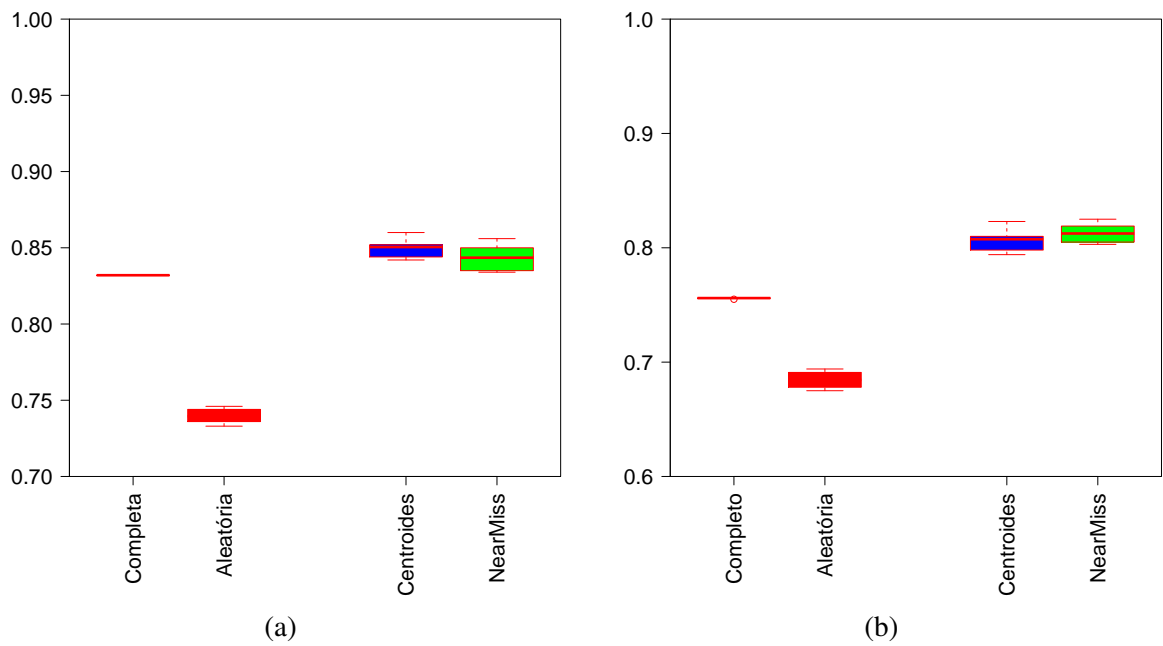 1.00
0.95
0.90
0.85
0.80
0.75
0.70
Completa
Aleatória
Centroides
NearMiss
(a)
1.0
0.9
0.8
0.7
0.6
Completo
Aleatória
Centroides
NearMiss
(b)